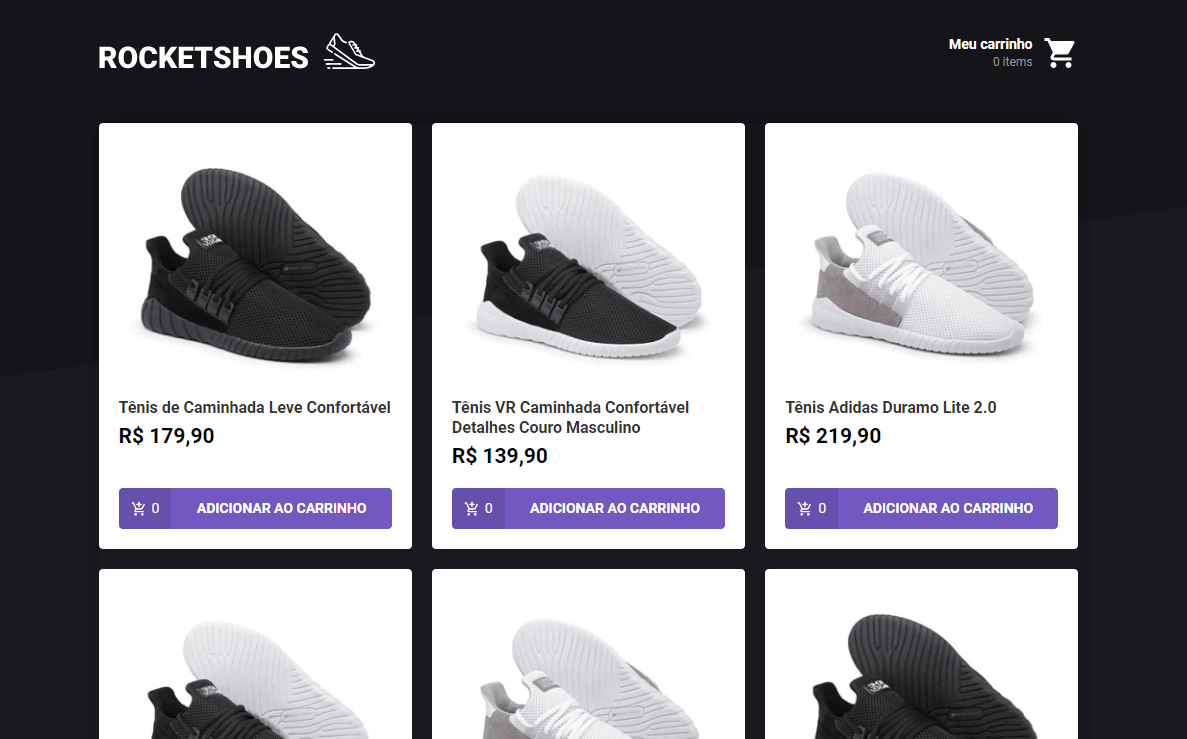 ROCKETSHOES
Meu carrinho
0 items
Tênis de Caminhada Leve Confortável
R$ 179,90
0 ADICIONAR AO CARRINHO
Tênis VR Caminhada Confortável
Detalhes Couro Masculino
R$ 139,90
0 ADICIONAR AO CARRINHO
Tênis Adidas Duramo Lite 2.0
R$ 219,90
0 ADICIONAR AO CARRINHO